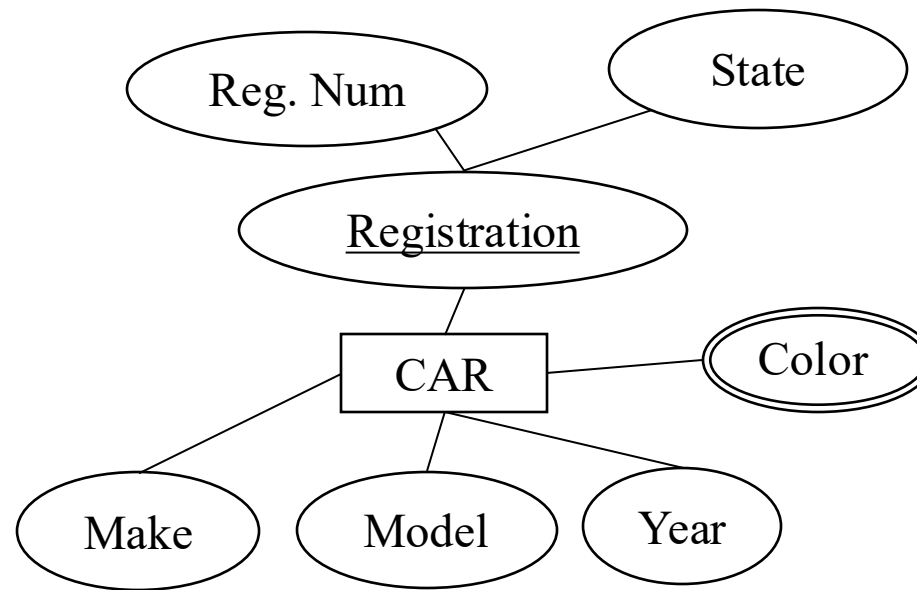 State
Reg. Num
Registration
CAR
Color
Make
Model
Year